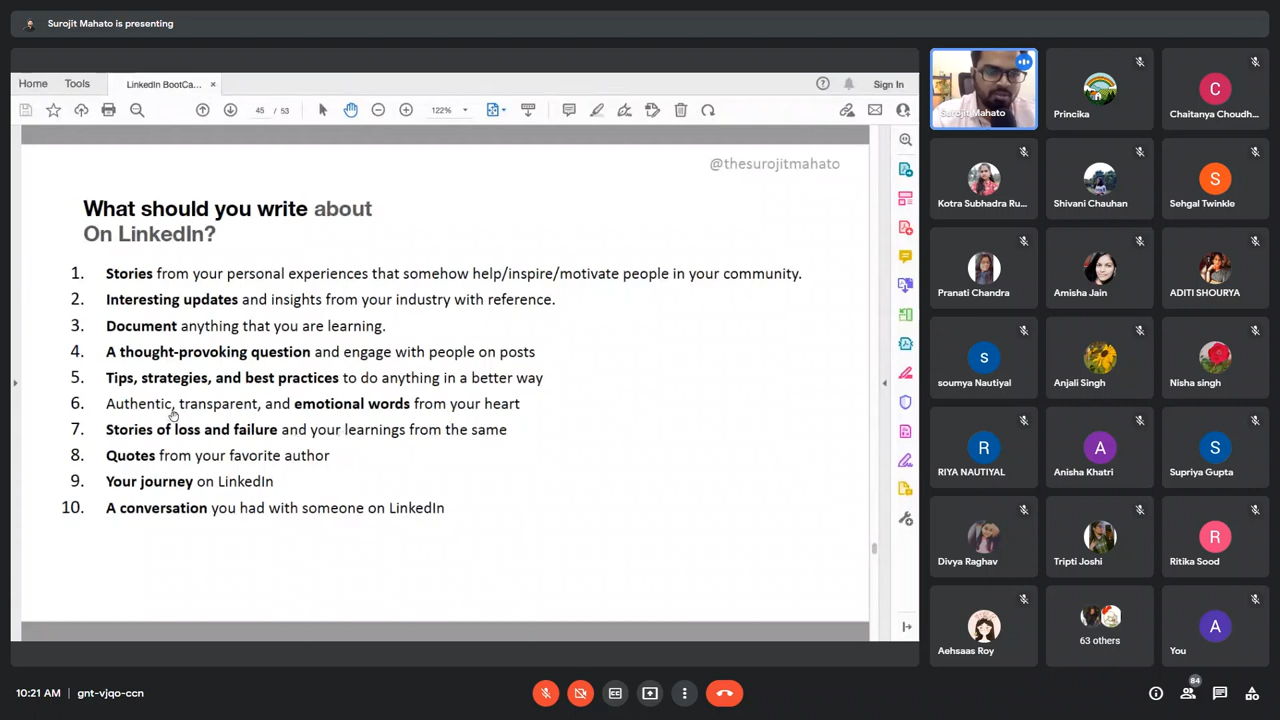 Surojit Mahato is presenting
Home Tools LinkedIn BootCa... × Sign In
45 / 53 122%
@thesurojitmahato
What should you write about
On LinkedIn?
1. Stories from your personal experiences that somehow help/inspire/motivate people in your community.
2. Interesting updates and insights from your industry with reference.
3. Document anything that you are learning.
4. A thought-provoking question and engage with people on posts
5. Tips, strategies, and best practices to do anything in a better way
6. Authentic, transparent, and emotional words from your heart
7. Stories of loss and failure and your learnings from the same
8. Quotes from your favorite author
9. Your journey on LinkedIn
10. A conversation you had with someone on LinkedIn
Surojit Mahato
Princika
C
Chaitanya Choudh...
Kotra Subhadra Ru...
Shivani Chauhan
S
Sehgal Twinkle
Pranati Chandra
Amisha Jain
ADITI SHOURYA
s
soumya Nautiyal
Anjali Singh
Nisha singh
R
RIYA NAUTIYAL
A
Anisha Khatri
S
Supriya Gupta
Divya Raghav
Tripti Joshi
R
Ritika Sood
Aehsaas Roy
63 others
A
You
10:21 AM | gnt-vjqo-ccn
84